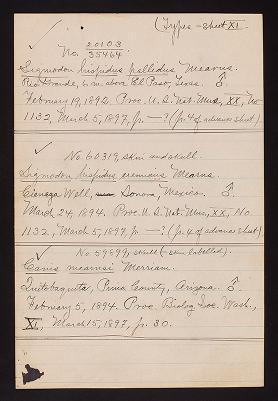 (Types – Sheet XI.
✓
No. 20103/35464.
Sigmodon hispidus pallidus Mearns.
Rio Grande, 6 m. above El Paso, Texas. ♂.
February 19, 1892. Proc. U. S. Nat. Mus., XX, No.
1132, March 5, 1897, p. —? (p. 4 of advance sheet).
✓ No. 60319, skin and skull.
Sigmodon hispidus eremicus Mearns.
Cienega Well, Sonora, Mexico. ♂.
March 24, 1894. Proc. U. S. Nat. Mus., XX, No.
1132, March 5, 1897, p. —? (p. 4 of advance sheet).
✓ No 59899, skull (– skin labelled).
Canis mearnsi Merriam.
Quitobaquita, Pima County, Arizona. ♂.
February 5, 1894. Proc. Biolog. Soc. Wash.,
XI, March 15, 1897, p. 30.